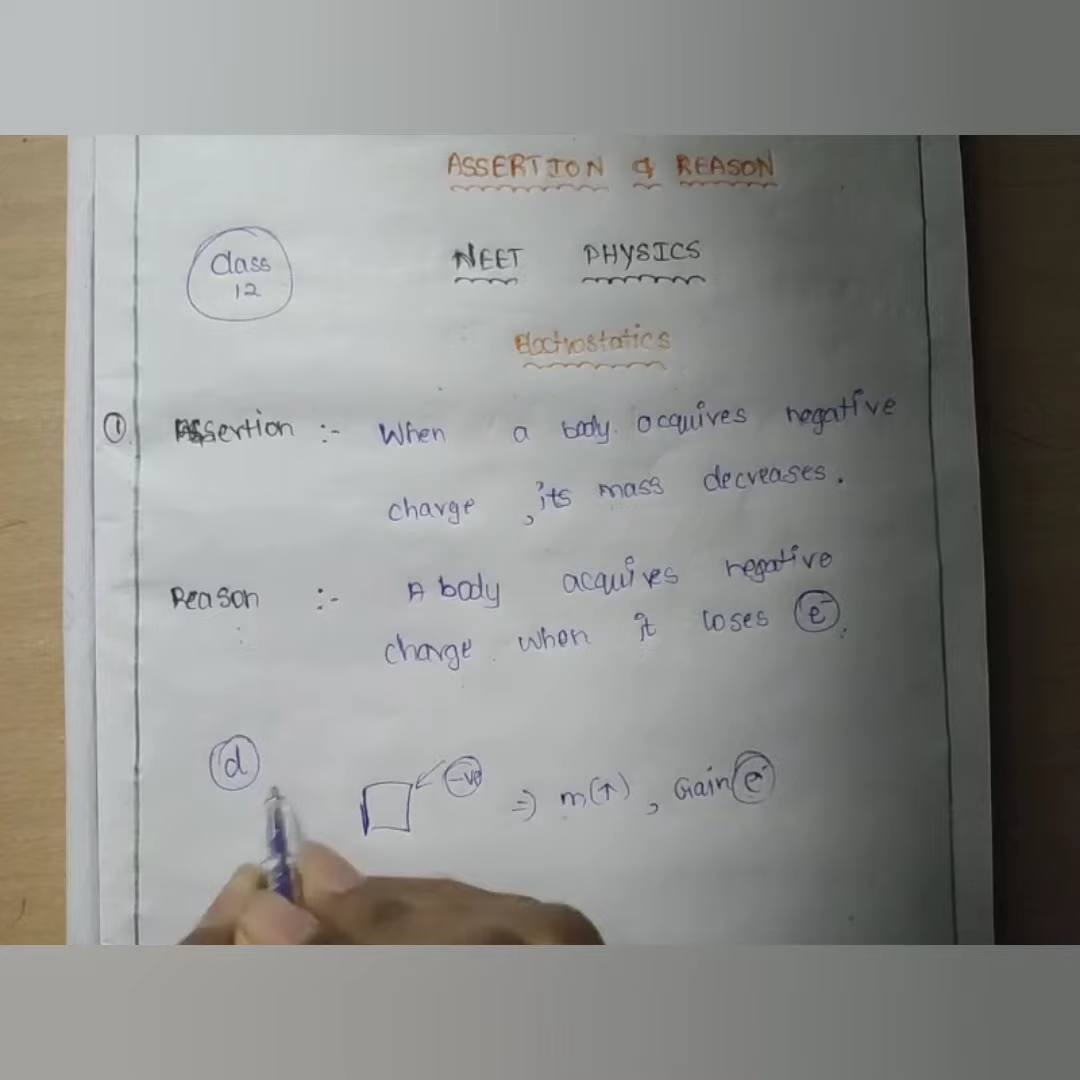 ASSERTION & REASON
Class
12
NEET PHYSICS
Electrostatics
① Assertion :- When a body acquires negative
charge , its mass decreases.
Reason :- A body acquires negative
charge when it loses e⁻.
d
-ve ⇒ m(↑) , Gain e⁻